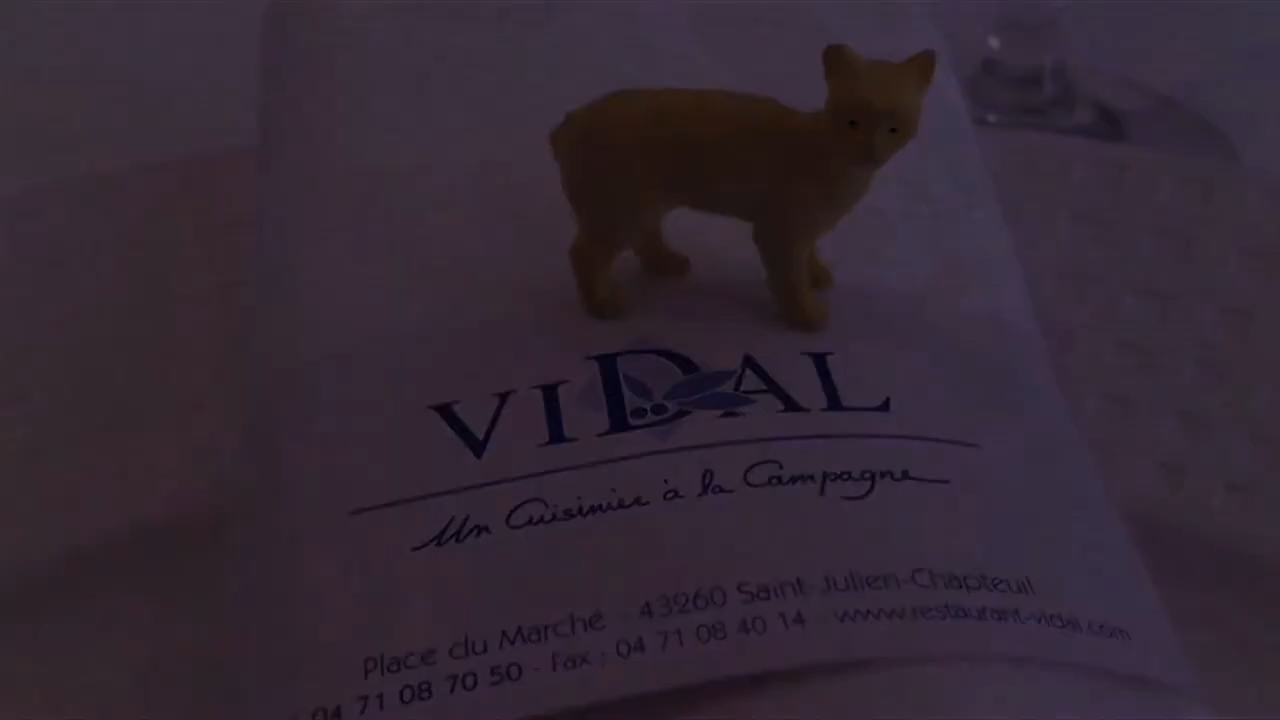 VIDAL
Un Cuisinier à la Campagne
Place du Marché - 43260 Saint-Julien-Chapteuil
04 71 08 70 50 - Fax : 04 71 08 40 14 - www.restaurant-vidal.com